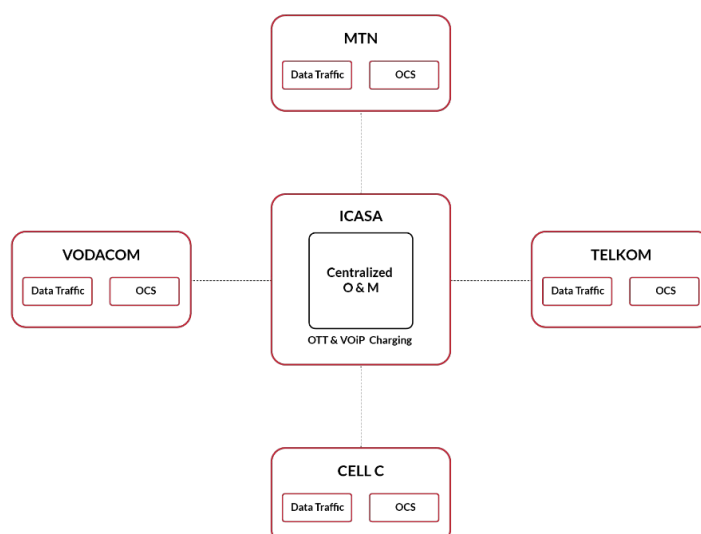 MTN
Data Traffic
OCS
ICASA
Centralized
O & M
OTT & VOiP Charging
VODACOM
Data Traffic
OCS
TELKOM
Data Traffic
OCS
CELL C
Data Traffic
OCS